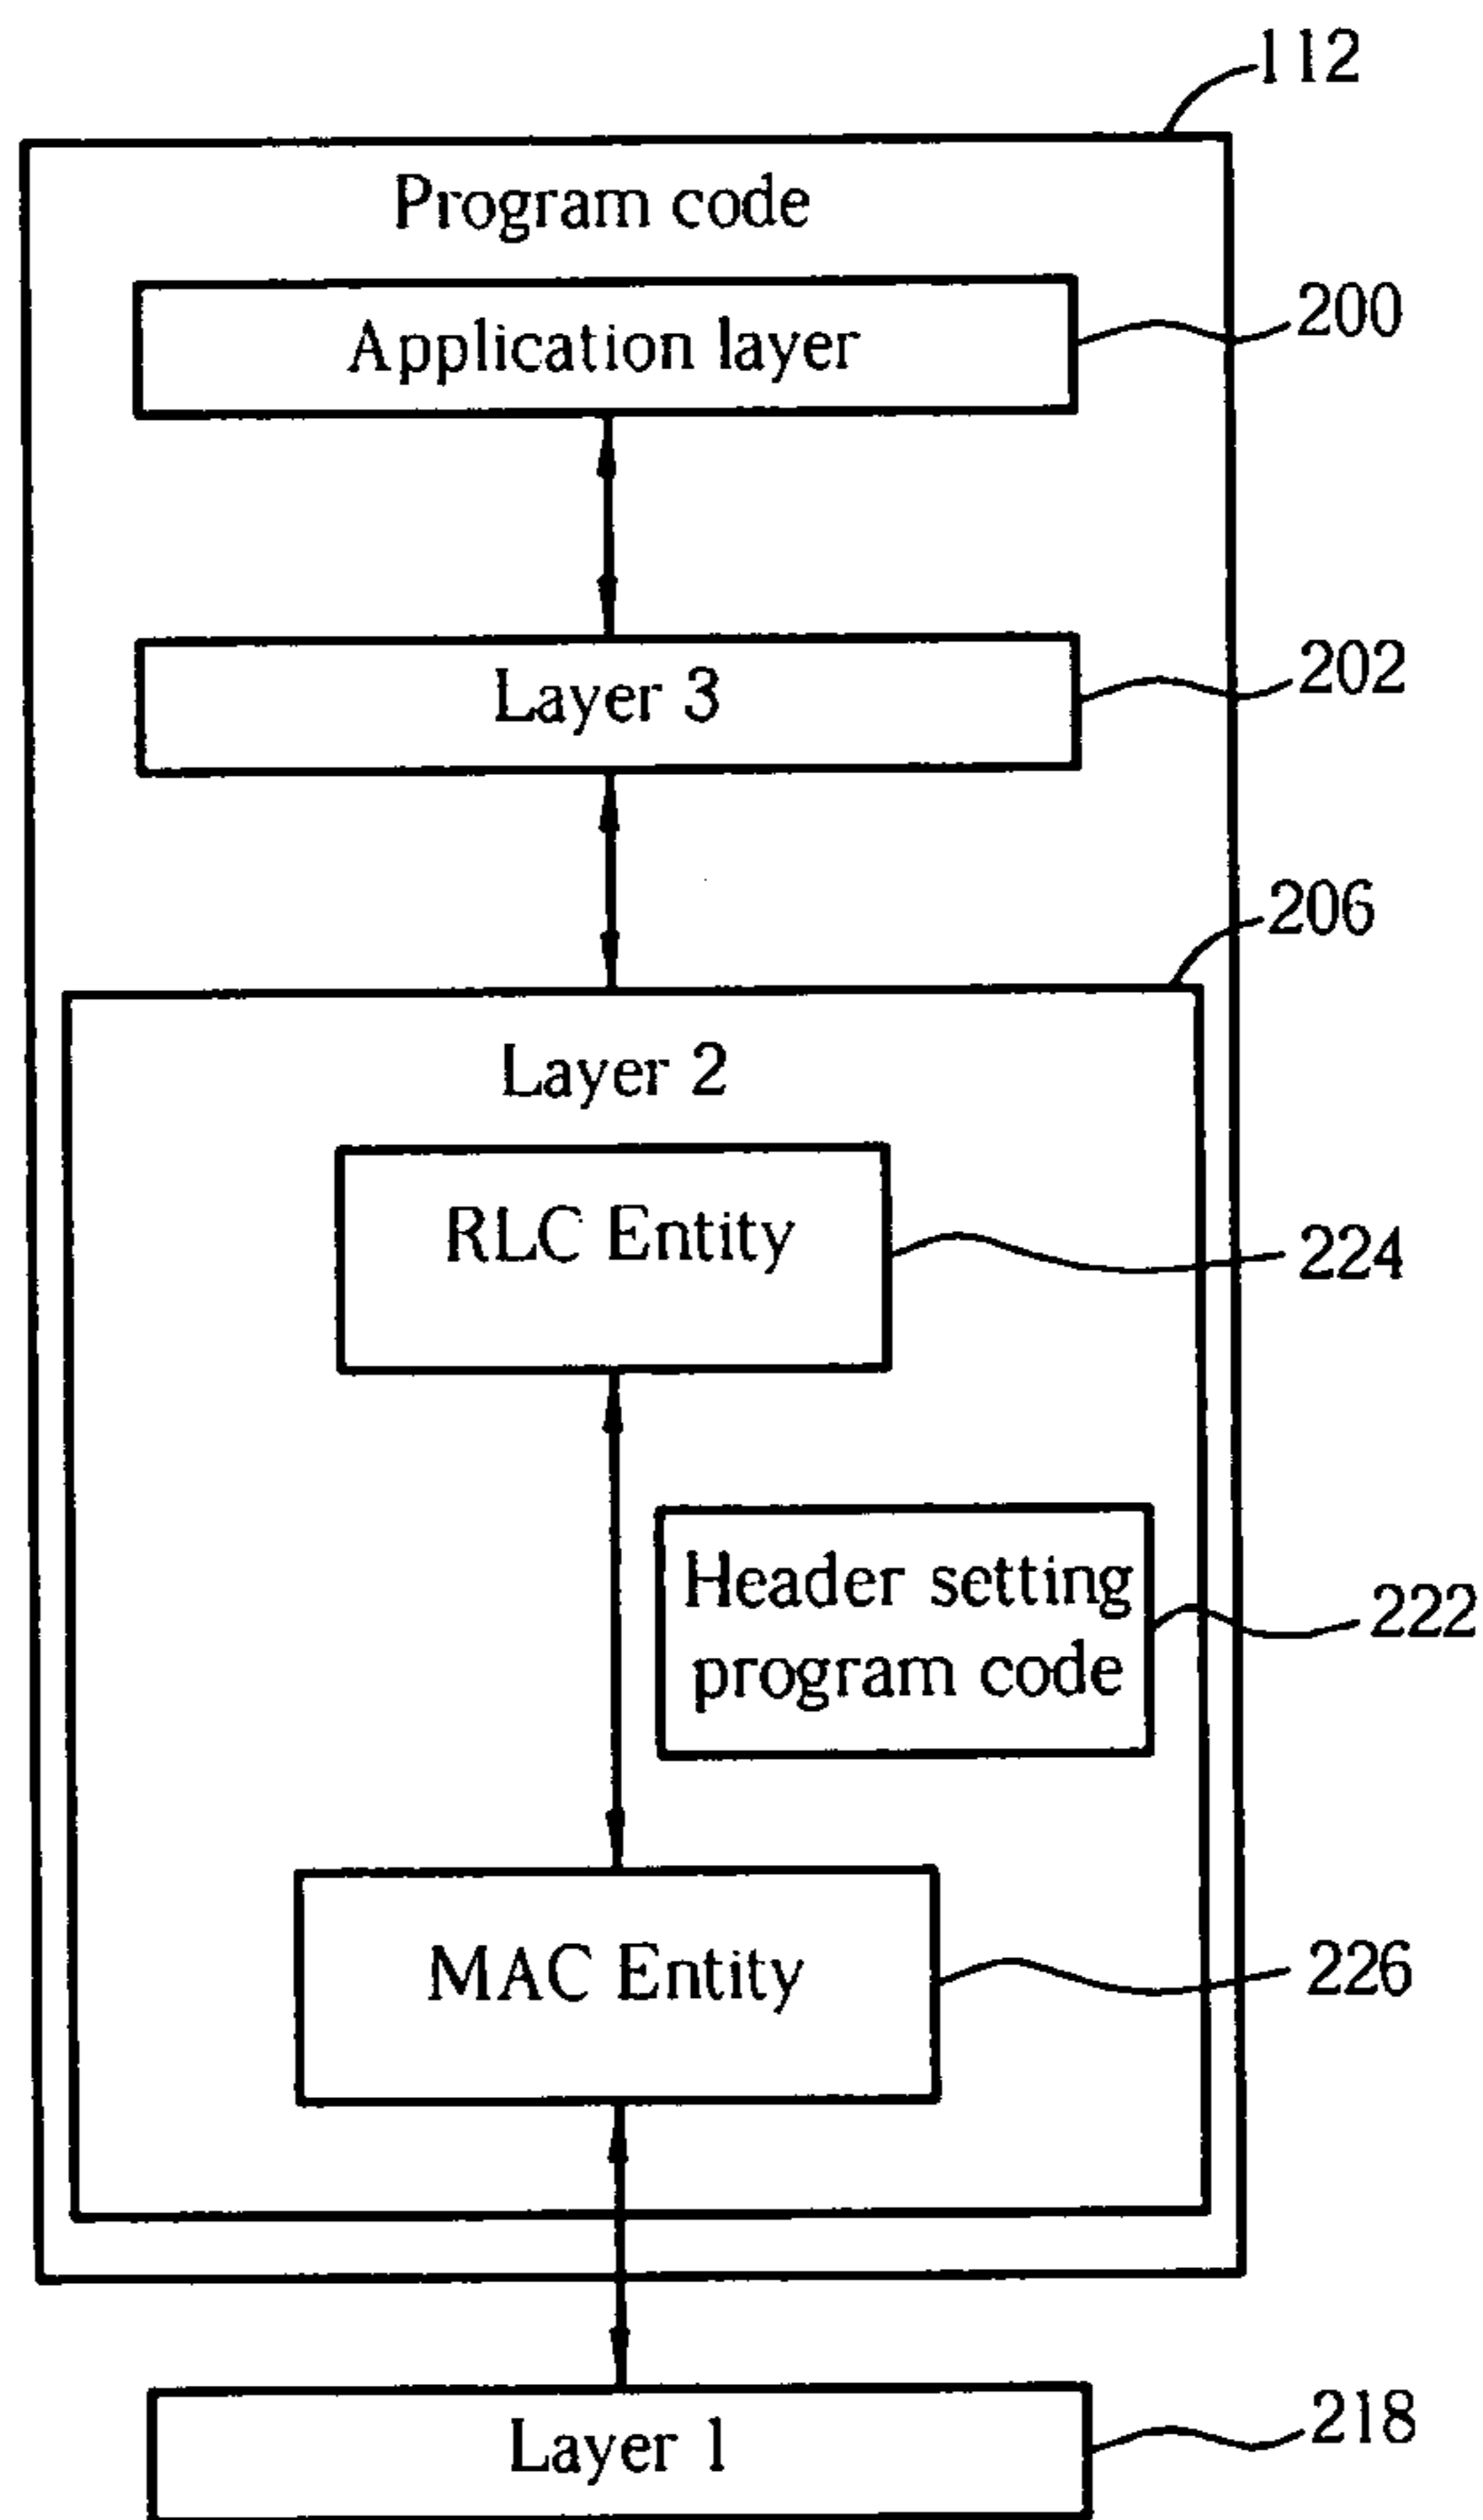 112
Program code
Application layer
200
Layer 3
202
206
Layer 2
RLC Entity
224
Header setting
program code
222
MAC Entity
226
Layer 1
218